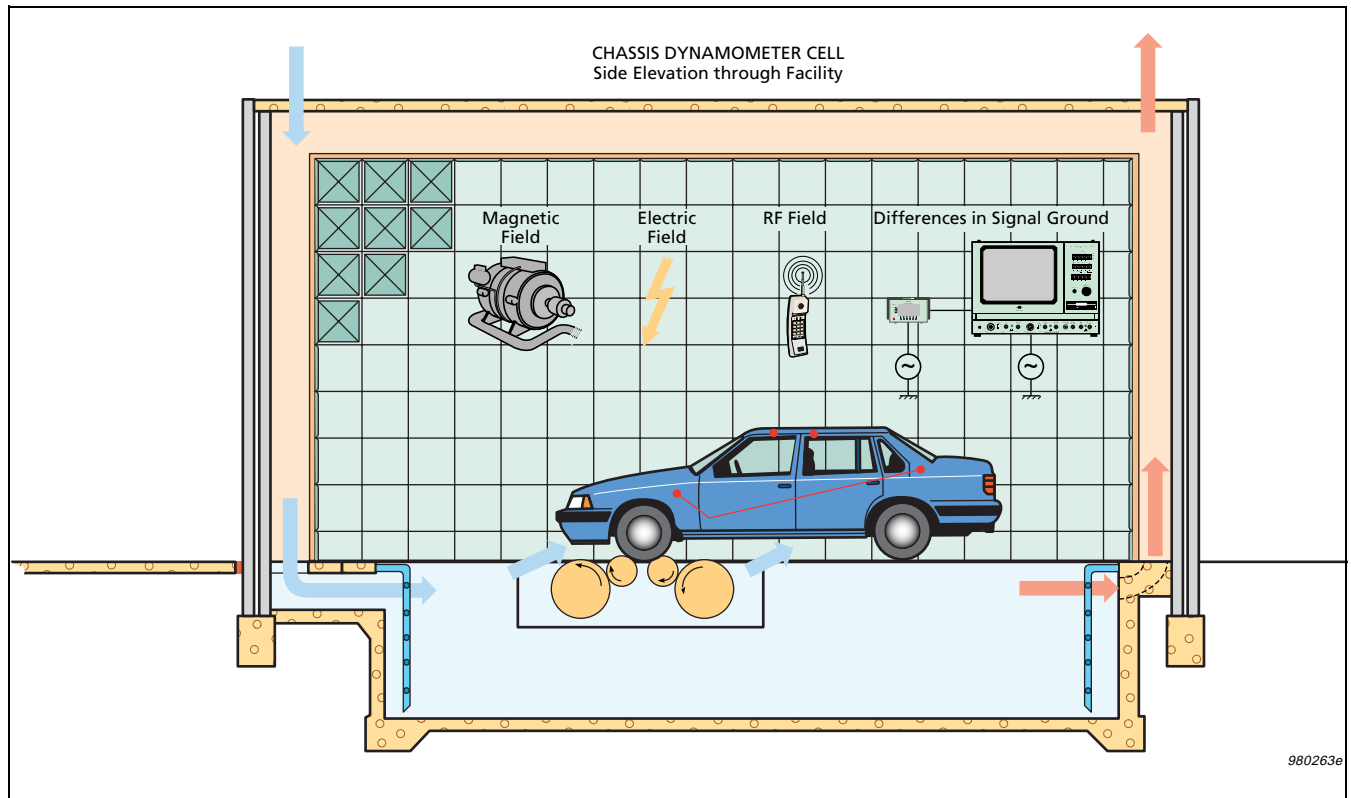 CHASSIS DYNAMOMETER CELL
Side Elevation through Facility
Magnetic
Field
Electric
Field
RF Field
Differences in Signal Ground
~
~
980263e